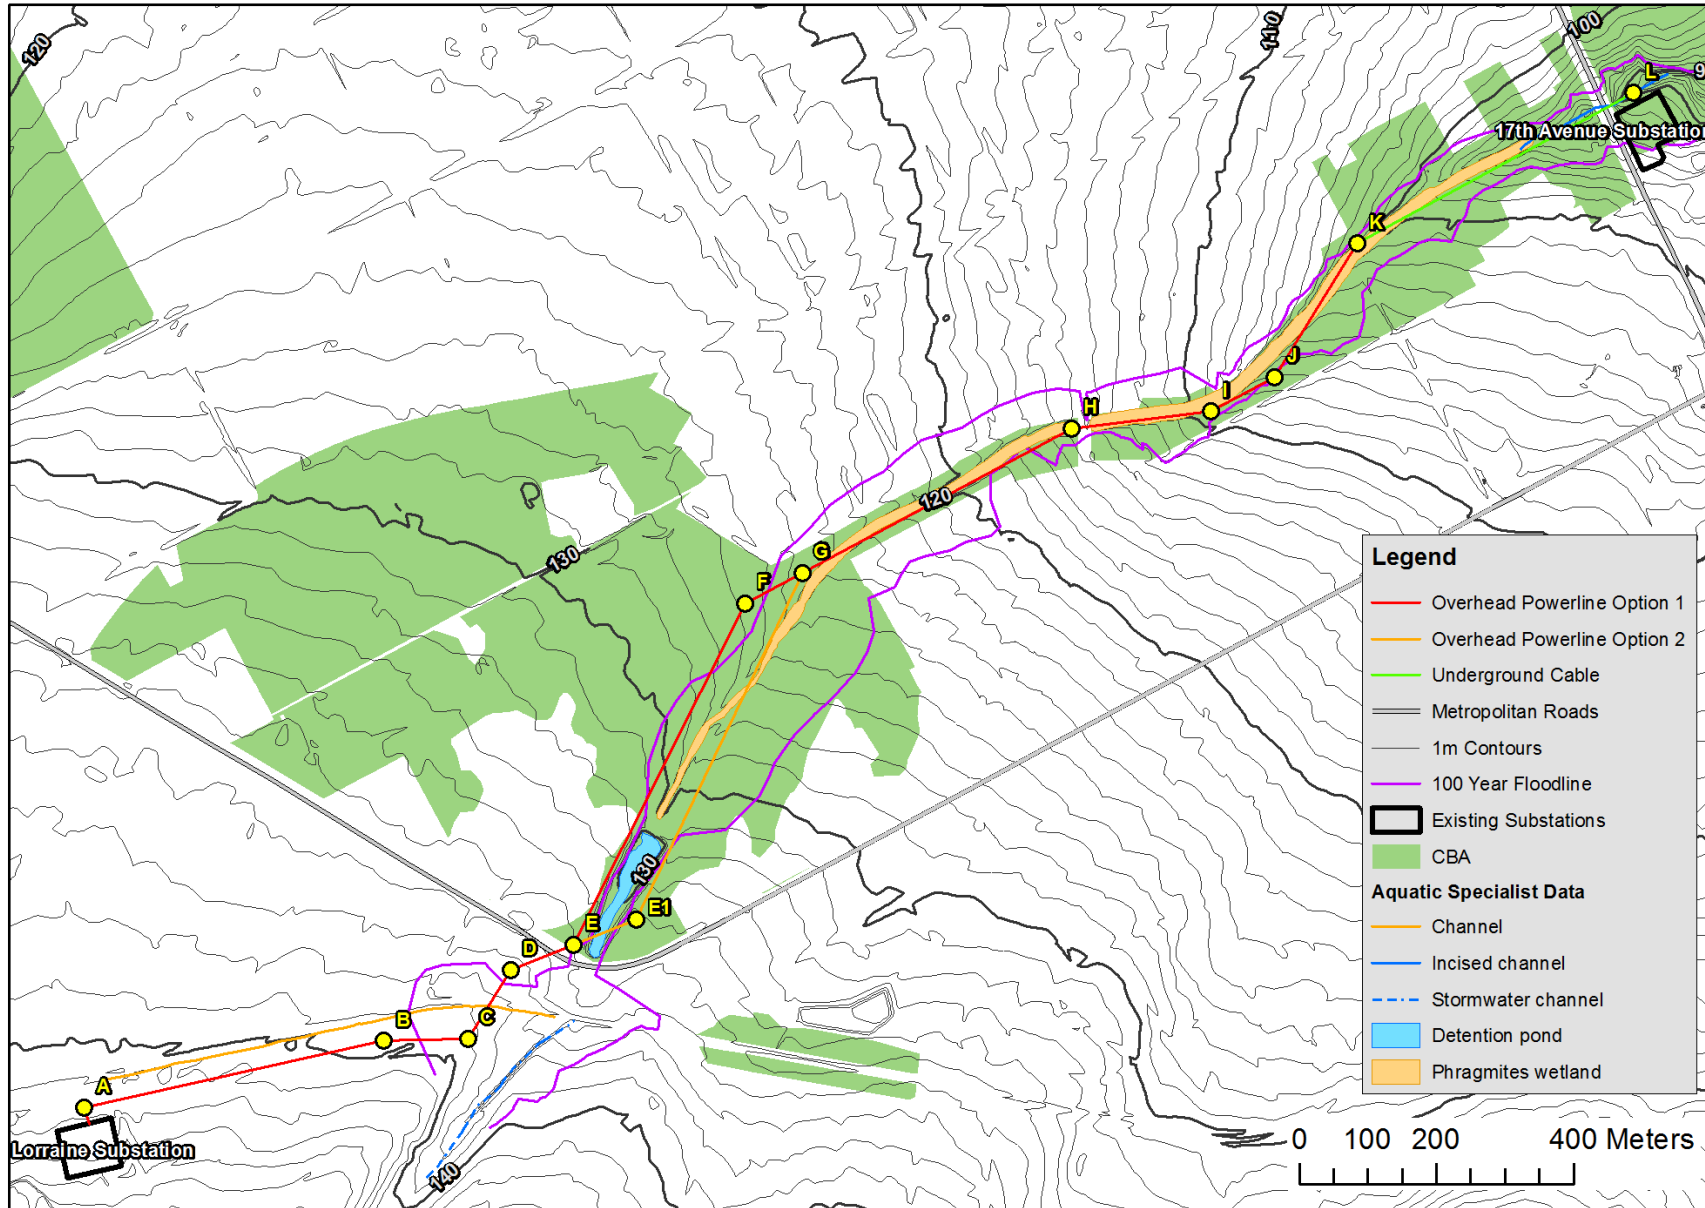 120
110
100
L
9
17th Avenue Substation
K
J
I
H
120
G
F
130
130
E1
E
D
B
C
A
Lorraine Substation
140
Legend
Overhead Powerline Option 1
Overhead Powerline Option 2
Underground Cable
Metropolitan Roads
1m Contours
100 Year Floodline
Existing Substations
CBA
Aquatic Specialist Data
Channel
Incised channel
Stormwater channel
Detention pond
Phragmites wetland
0 100 200 400 Meters